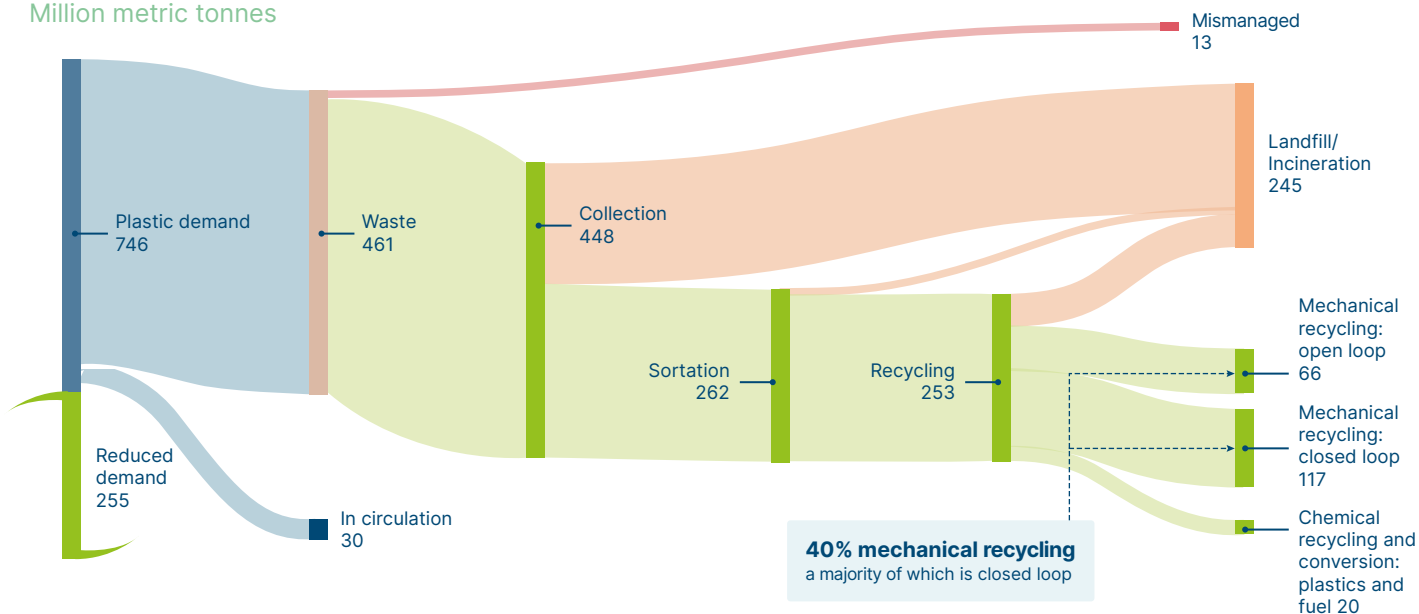 Million metric tonnes
Mismanaged
13
Landfill/
Incineration
245
Plastic demand
746
Waste
461
Collection
448
Sortation
262
Recycling
253
Mechanical
recycling:
open loop
66
Mechanical
recycling:
closed loop
117
Reduced
demand
255
In circulation
30
40% mechanical recycling
a majority of which is closed loop
Chemical
recycling and
conversion:
plastics and
fuel 20